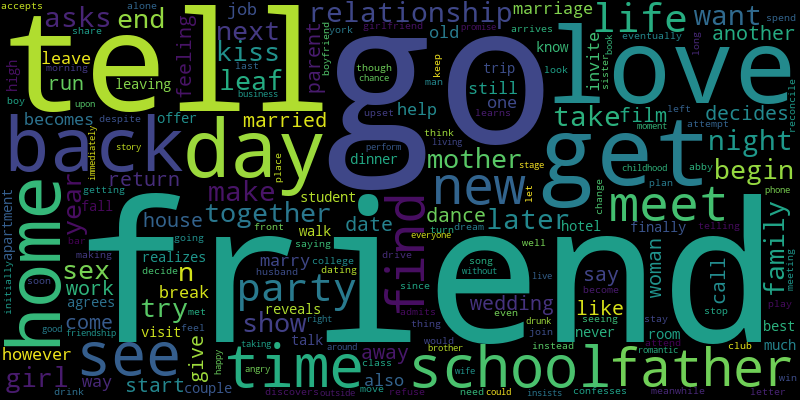 accepts
alone
asks
end
job
relationship
marriage
life
want
spend
tell
go
love
share
next
kiss
feeling
parent
boyfriend
girlfriend
promise
york
arrives
another
old
know
invite
sister
book
eventually
long
man
leave
morning
last
leaf
high
run
leaving
business
though
chance
trip
look
keep
still
one
boy
upon
becomes
despite
offer
married
help
upset
learns
take
film
left
decides
reconcile
back
day
get
immediately
story
place
dinner
perform
think
living
mother
attempt
moment
night
return
stage
childhood
abby
begin
new
let
plan
phone
home
year
make
student
change
meet
getting
fall
together
house
find
dance
later
telling
apartment
initially
bar
going
front
walk
date
turn
dream
hotel
family
friend
saying
everyone
well
finally
woman
meeting
making
realizes
marry
college
song
without
say
call
soon
sex
n
decide
husband
dating
drive
since
live
become
work
break
party
reveals
wedding
like
stay
play
agrees
try
met
admits
even
drunk
join
seeing
stop
come
visit
feel
show
talk
right
thing
would
never
room
best
good
friendship
give
taking
around
away
brother
instead
romantic
attend
much
however
see
happy
time
class
school
father
club
girl
way
start
couple
angry
also
wife
need
could
confesses
meanwhile
win
drink
discovers
outside
move
refuse
insists
letter